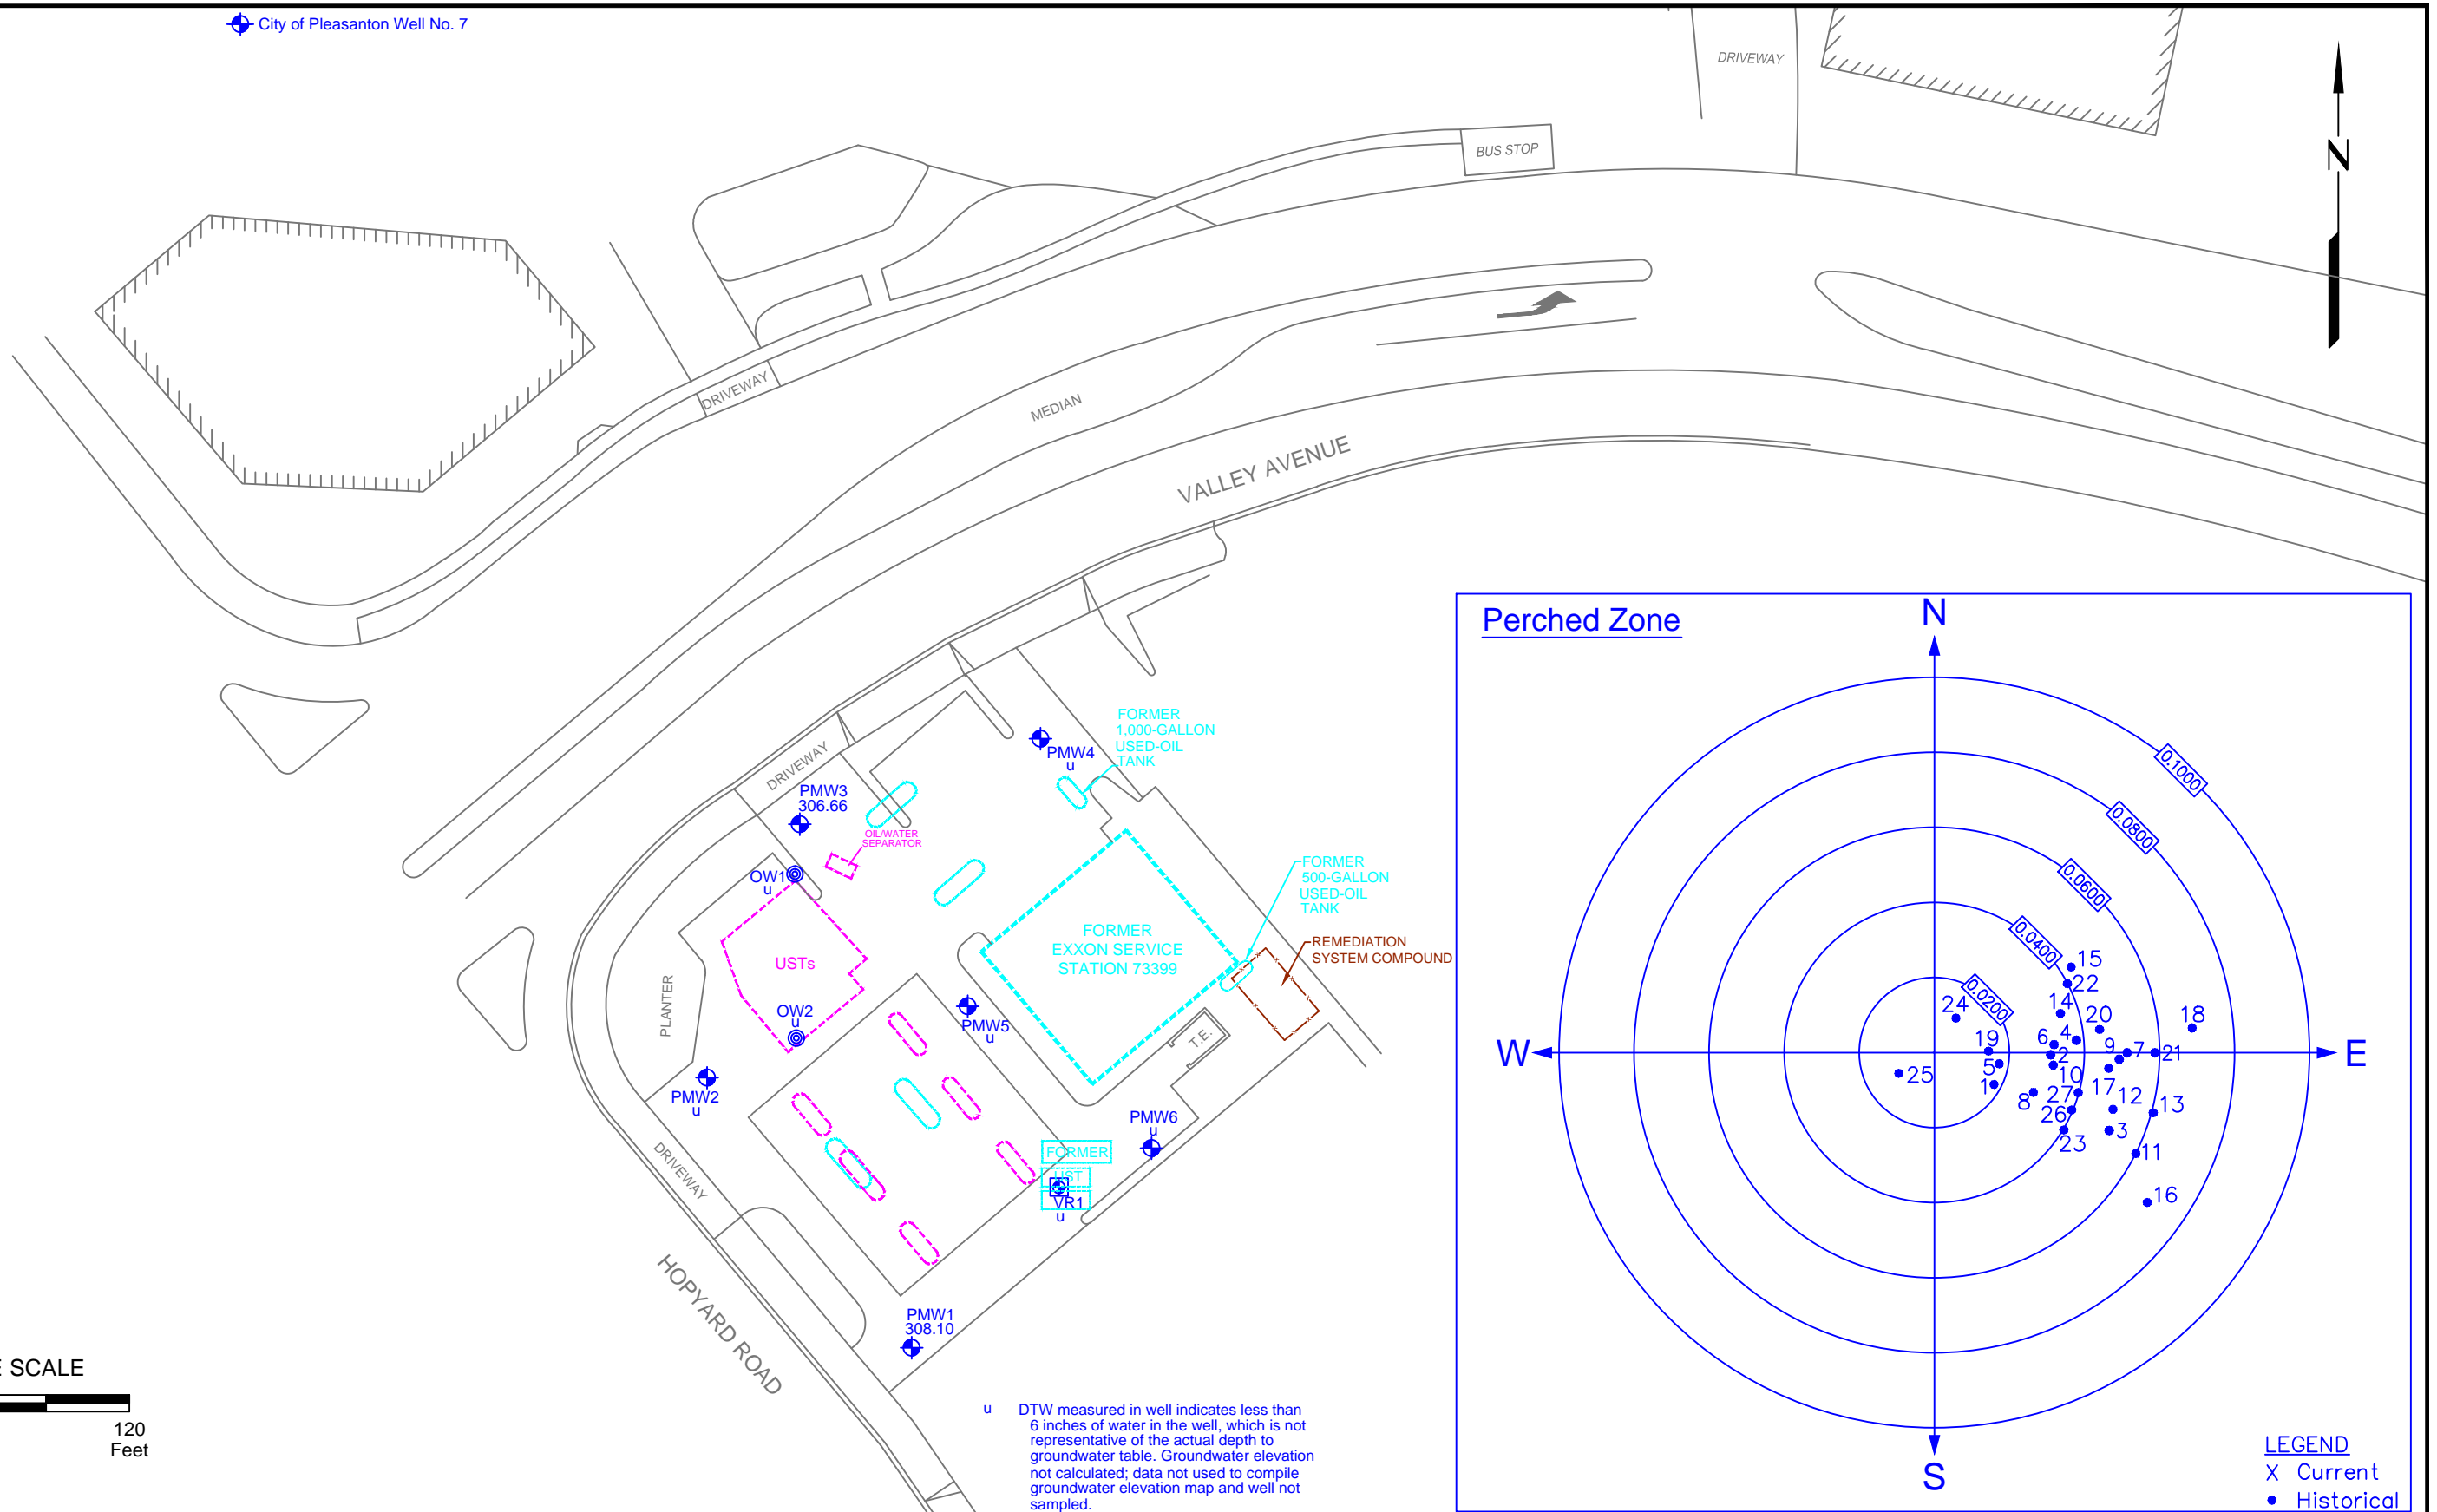 City of Pleasanton Well No. 7
DRIVEWAY
BUS STOP
N
DRIVEWAY
MEDIAN
VALLEY AVENUE
DRIVEWAY
PMW3
306.66
PMW4
u
FORMER
1,000-GALLON
USED-OIL
TANK
OIL/WATER
SEPARATOR
OW1
u
USTs
OW2
u
PLANTER
PMW2
u
PMW5
u
FORMER
EXXON SERVICE
STATION 73399
FORMER
500-GALLON
USED-OIL
TANK
REMEDIATION
SYSTEM COMPOUND
T.E.
PMW6
u
FORMER
UST
VR1
u
DRIVEWAY
HOPYARD ROAD
PMW1
308.10
E SCALE
120
Feet
u DTW measured in well indicates less than
6 inches of water in the well, which is not
representative of the actual depth to
groundwater table. Groundwater elevation
not calculated; data not used to compile
groundwater elevation map and well not
sampled.
Perched Zone
N
0.1000
0.0800
0.0600
0.0400
0.0200
15
22
24
14
20
18
6
4
9
19
W
2
7
21
E
5
10
25
1
17
8
27
12
26
13
23
3
11
16
S
LEGEND
X Current
● Historical